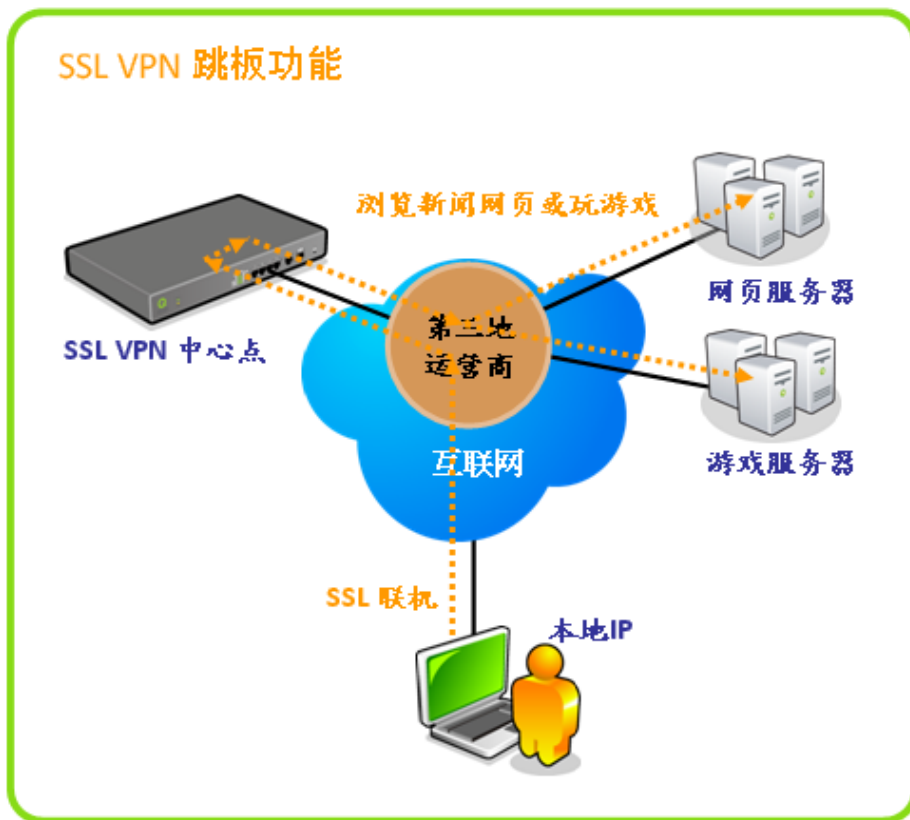 SSL VPN 跳板功能
浏览新闻网页或玩游戏
网页服务器
第三地
运营商
SSL VPN 中心点
互联网
游戏服务器
SSL 联机
本地IP